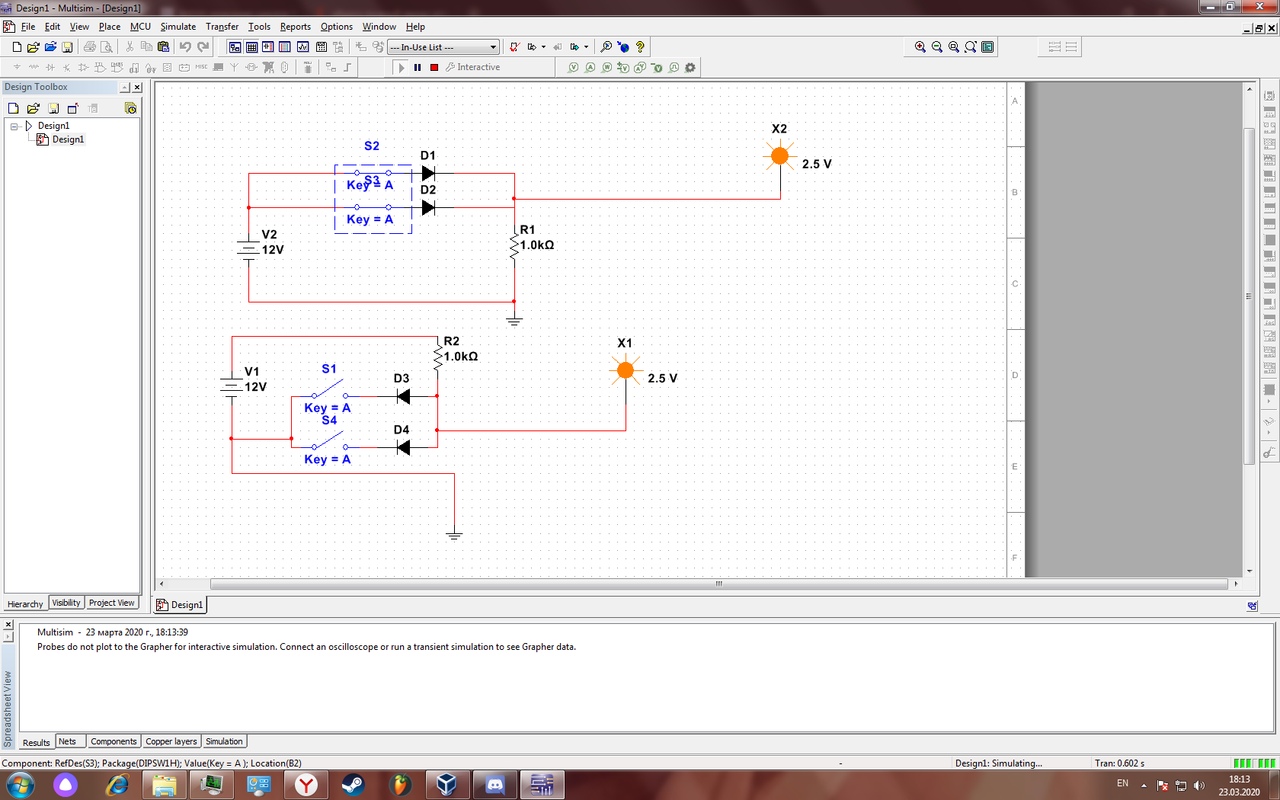 Design1 - Multisim - [Design1]
File Edit View Place MCU Simulate Transfer Tools Reports Options Window Help
--- In-Use List ---
Interactive
Design Toolbox
Design1
Design1
Hierarchy Visibility Project View
A
B
C
D
E
F
X2
2.5 V
S2
D1
Key = A
S3
D2
Key = A
V2
12V
R1
1.0kΩ
R2
1.0kΩ
V1
12V
S1
D3
Key = A
S4
D4
Key = A
X1
2.5 V
Design1
Multisim - 23 марта 2020 г., 18:13:39
Probes do not plot to the Grapher for interactive simulation. Connect an oscilloscope or run a transient simulation to see Grapher data.
Spreadsheet View
Results Nets Components Copper layers Simulation
Component: RefDes(S3); Package(DIPSW1H); Value(Key = A ); Location(B2)
-
Design1: Simulating...
Tran: 0.602 s
EN
18:13
23.03.2020